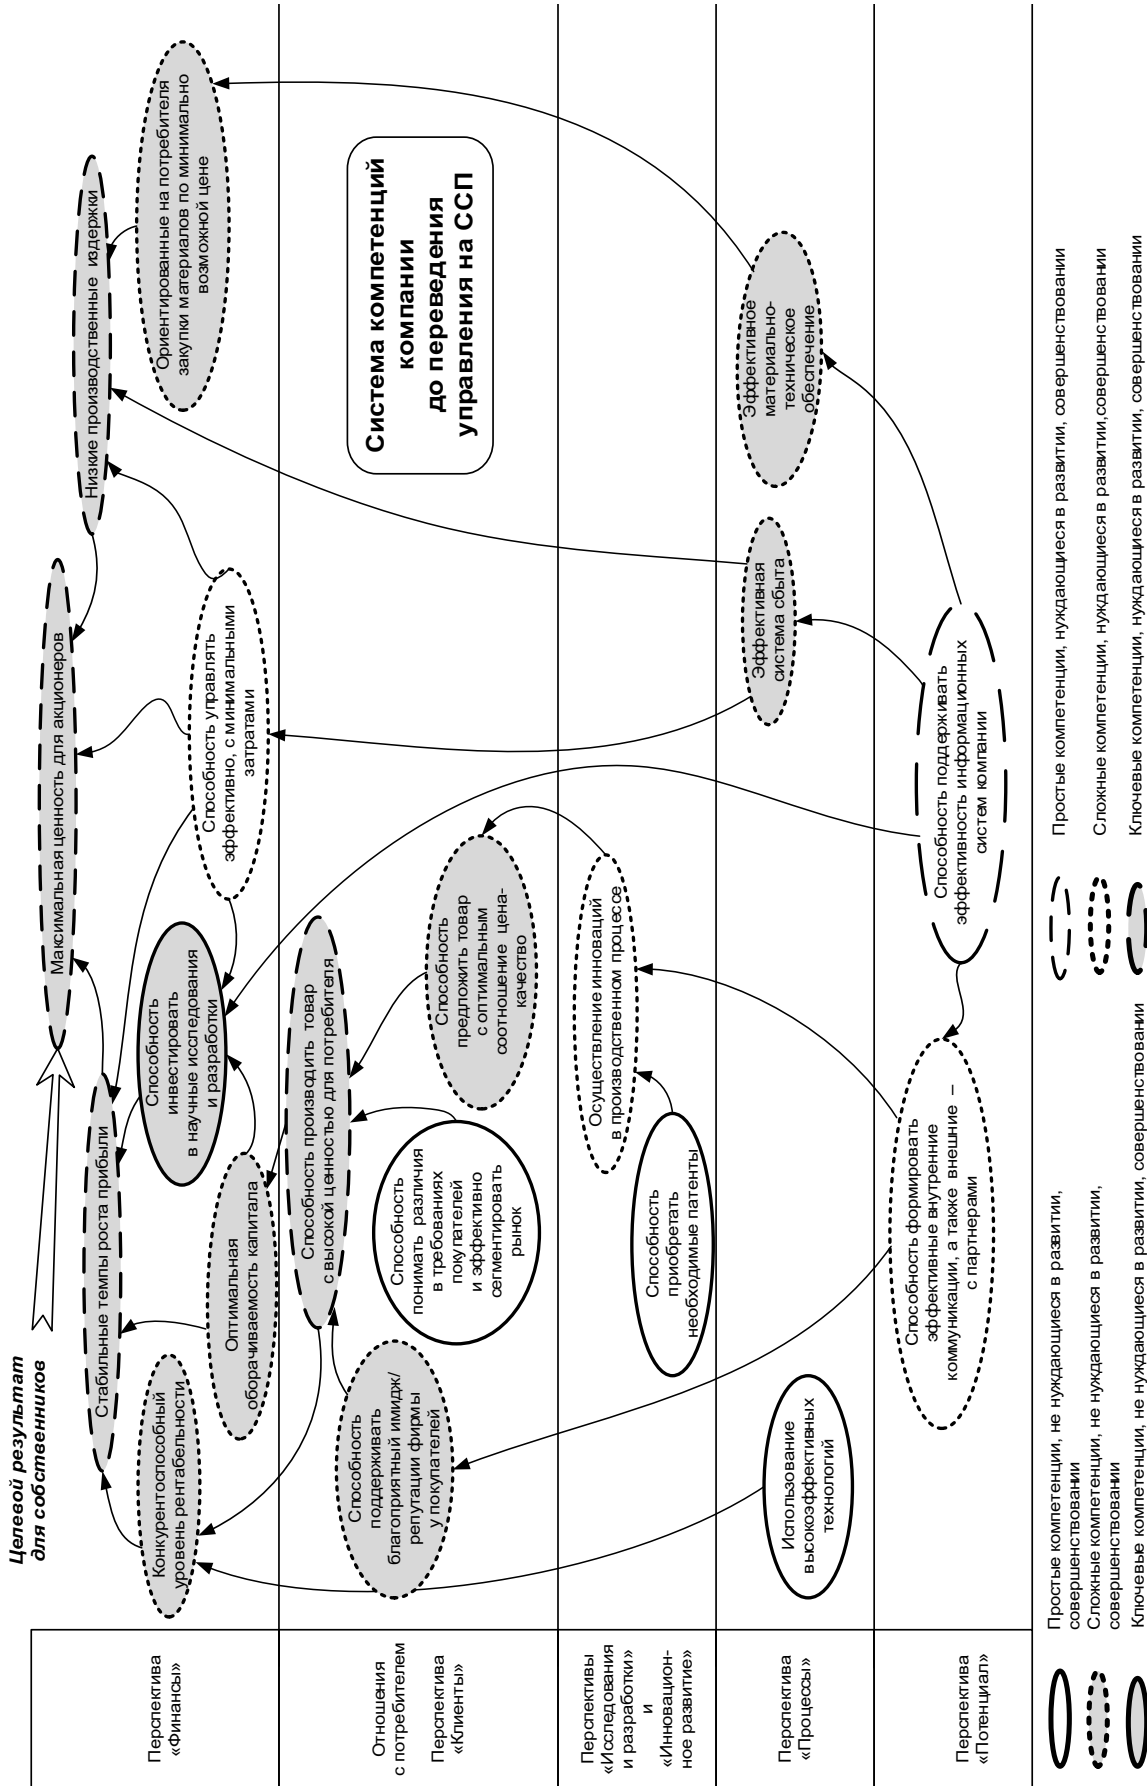 Целевой результат
для собственников
Перспектива
«Финансы»
Максимальная ценность для акционеров
Стабильные темпы роста прибыли
Низкие производственные издержки
Конкурентоспособный
уровень рентабельности
Способность
инвестировать
в научные исследования
и разработки
Оптимальная
оборачиваемость капитала
Способность управлять
эффективно, с минимальными
затратами
Ориентированные на потребителя
закупки материалов по минимально
возможной цене
Отношения
с потребителем
Перспектива
«Клиенты»
Способность производить товар
с высокой ценностью для потребителя
Способность
поддерживать
благоприятный имидж/
репутации фирмы
у покупателей
Способность
понимать различия
в требованиях
покупателей
и эффективно
сегментировать
рынок
Способность
предложить товар
с оптимальным
соотношение цена-
качество
Система компетенций
компании
до переведения
управления на ССП
Перспективы
«Исследования
и разработки»
и
«Инновацион-
ное развитие»
Осуществление инноваций
в производственном процессе
Способность
приобретать
необходимые патенты
Перспектива
«Процессы»
Использование
высокоэффективных
технологий
Эффективная
система сбыта
Эффективное
материально-
техническое
обеспечение
Перспектива
«Потенциал»
Способность формировать
эффективные внутренние
коммуникации, а также внешние –
с партнерами
Способность поддерживать
эффективность информационных
систем компании
Простые компетенции, не нуждающиеся в развитии,
совершенствовании
Сложные компетенции, не нуждающиеся в развитии,
совершенствовании
Ключевые компетенции, не нуждающиеся в развитии, совершенствовании
Простые компетенции, нуждающиеся в развитии, совершенствовании
Сложные компетенции, нуждающиеся в развитии,совершенствовании
Ключевые компетенции, нуждающиеся в развитии, совершенствовании